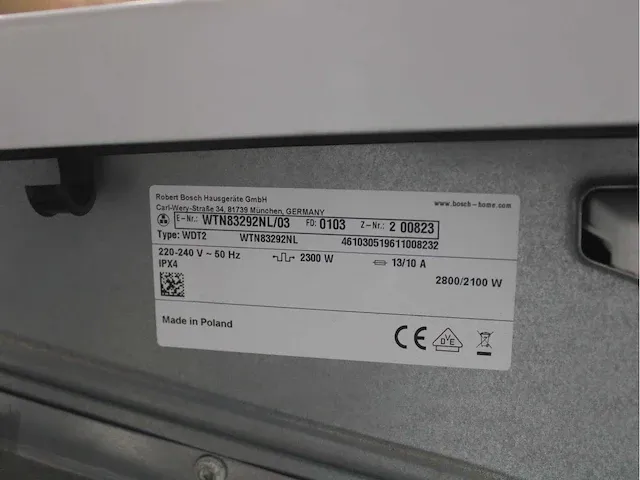 Robert Bosch Hausgeräte GmbH www.bosch-home.com
Carl-Wery-Straße 34, 81739 München, GERMANY
E-Nr.: WTN83292NL/03 FD: 0103 Z-Nr.: 2 00823
Type: WDT2 WTN83292NL 461030519611008232
220-240 V ~ 50 Hz 2300 W 13/10 A
IPX4 2800/2100 W
Made in Poland
CE DVE